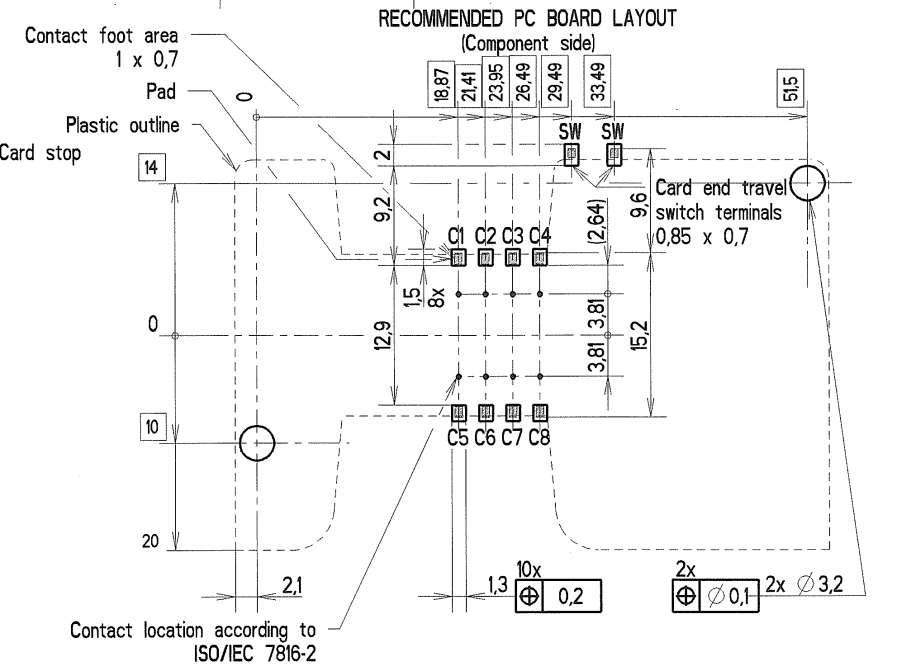 RECOMMENDED PC BOARD LAYOUT
(Component side)
Contact foot area
1 x 0,7
Pad
Plastic outline
Card stop
0
18,87
21,41
23,95
26,49
29,49
33,49
51,5
SW SW
14
2
9,2
(2,64)
9,6
Card end travel
switch terminals
0,85 x 0,7
C1 C2 C3 C4
1,5
8x
0
12,9
3,81
3,81
15,2
10
C5 C6 C7 C8
20
2,1
1,3
10x
0,2
2x
∅ 0,1
2x ∅ 3,2
Contact location according to
ISO/IEC 7816-2